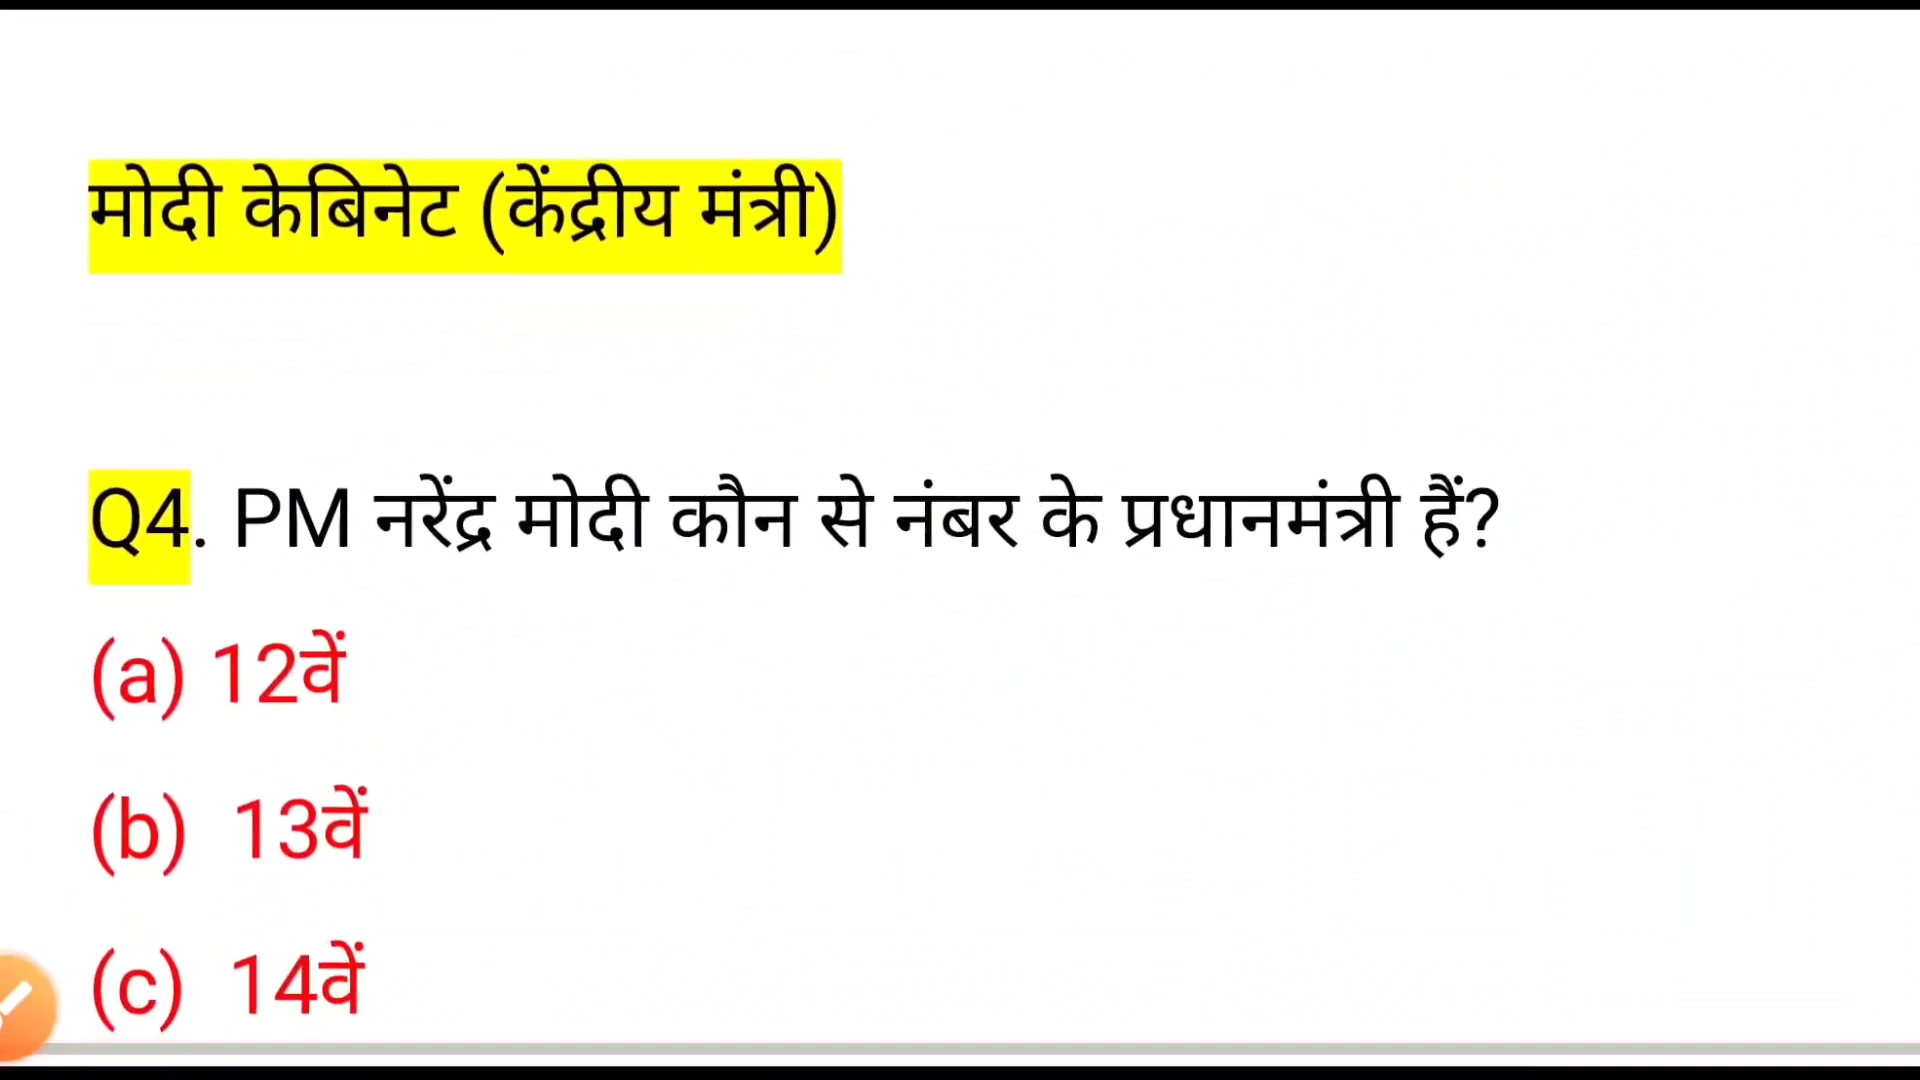 मोदी केबिनेट (केंद्रीय मंत्री)
Q4. PM नरेंद्र मोदी कौन से नंबर के प्रधानमंत्री हैं?
(a) 12वें
(b) 13वें
(c) 14वें